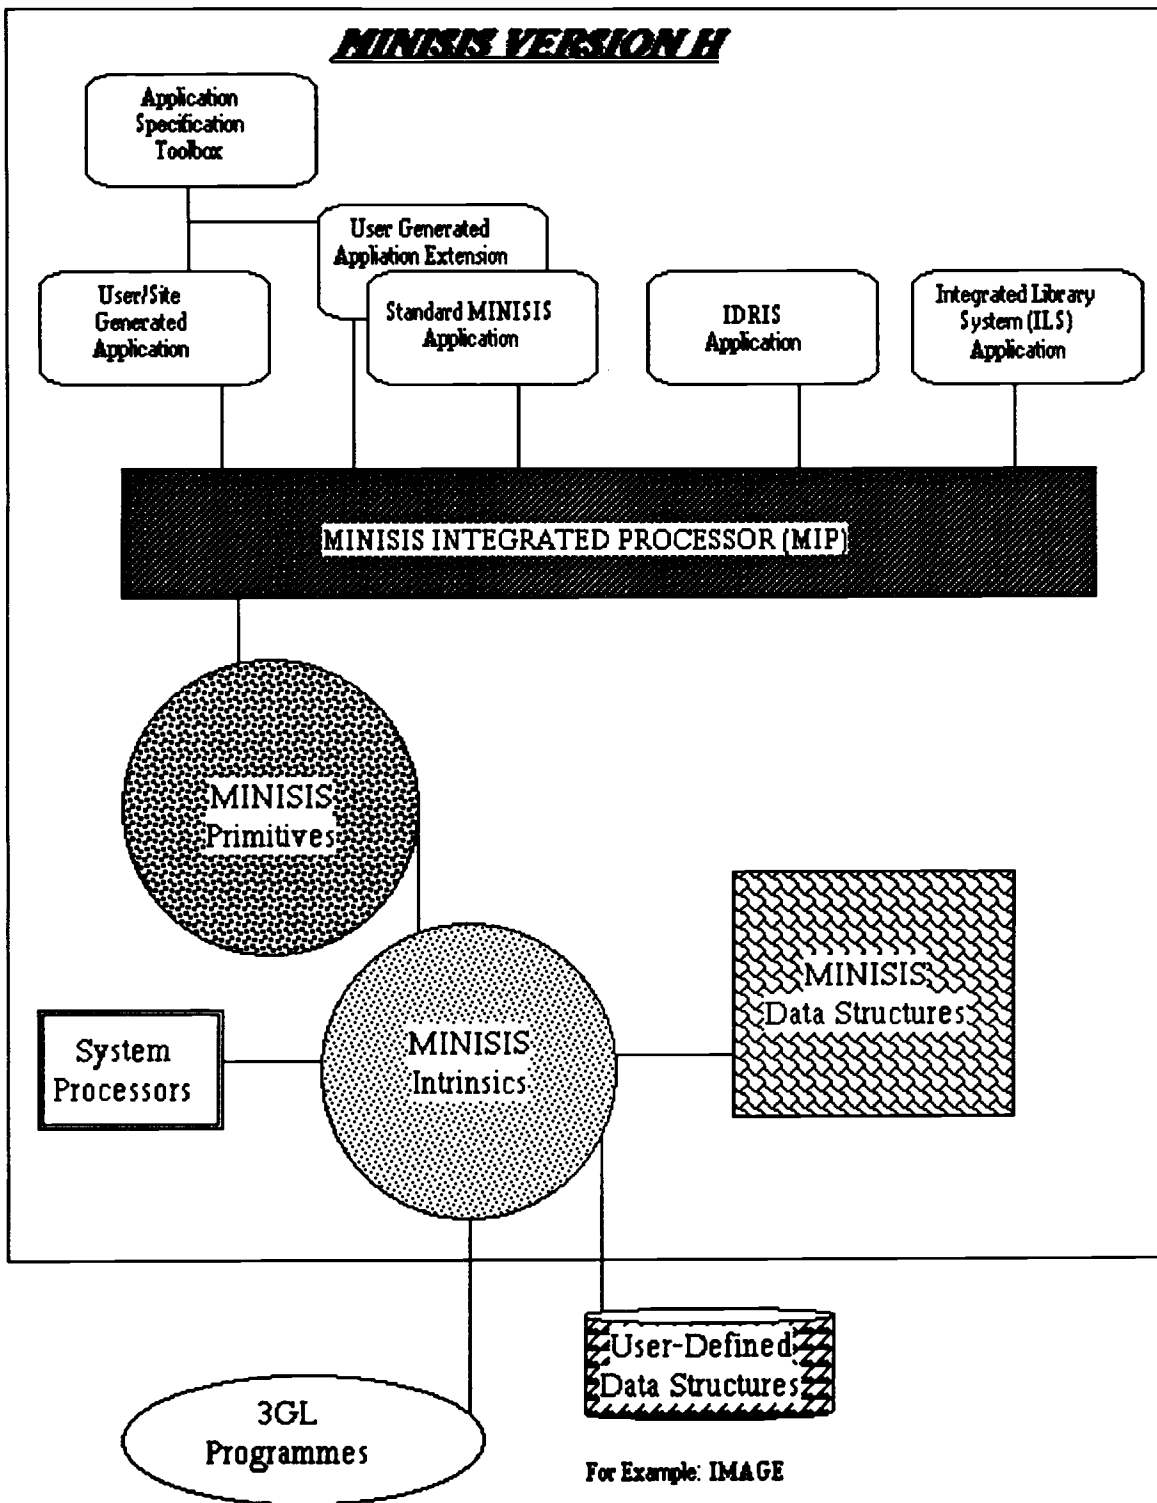 MINISIS VERSION H
Application
Specification
Toolbox
User Generated
Appliation Extension
User/Site
Generated
Application
Standard MINISIS
Application
IDRIS
Application
Integrated Library
System (ILS)
Application
MINISIS INTEGRATED PROCESSOR (MIP)
MINISIS
Primitives
MINISIS
Data Structures
System
Processors
MINISIS
Intrinsics
User-Defined
Data Structures
3GL
Programmes
For Example: IMAGE